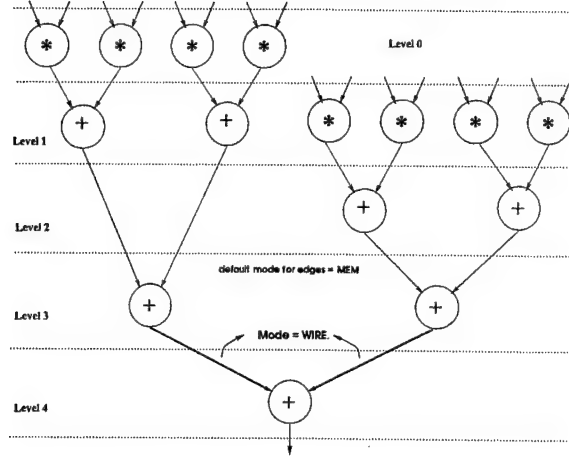 * * * * Level 0
+ + * * * *
Level 1
+ +
Level 2
default mode for edges = MEM
+ +
Level 3
Mode = WIRE.
+
Level 4